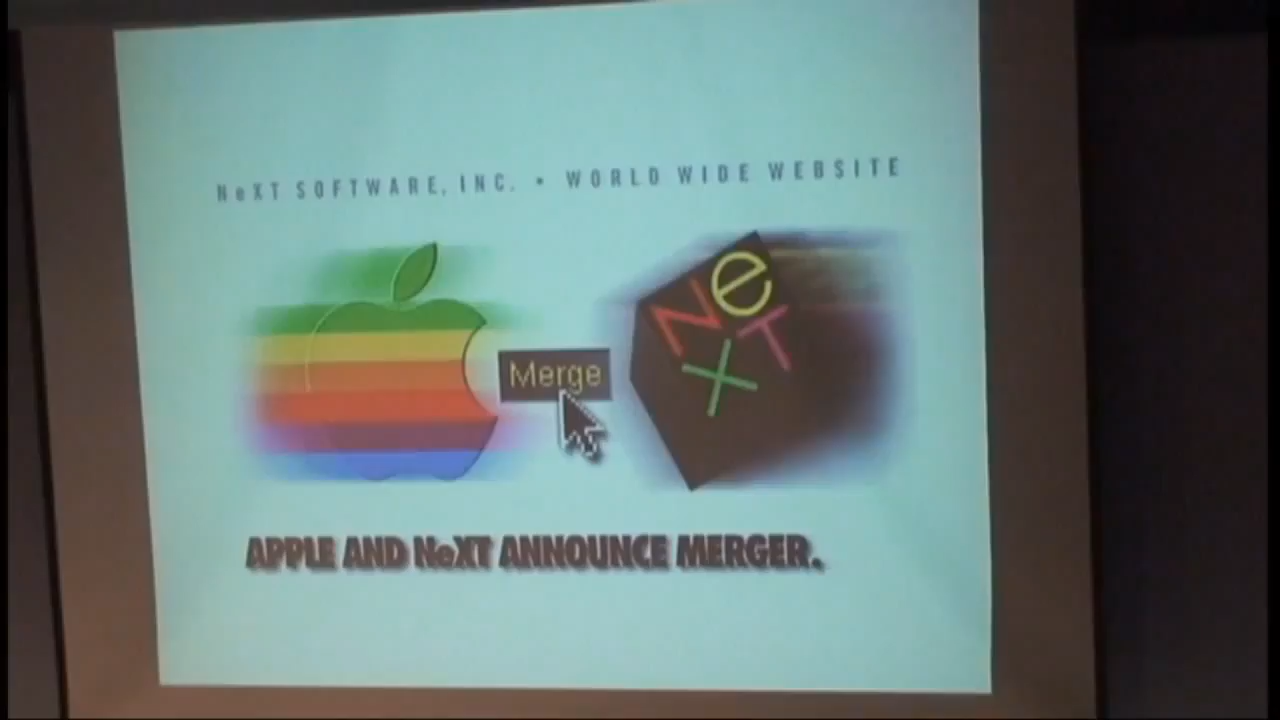 NeXT SOFTWARE, INC. • WORLD WIDE WEBSITE
NeXT
Merge
APPLE AND NeXT ANNOUNCE MERGER.